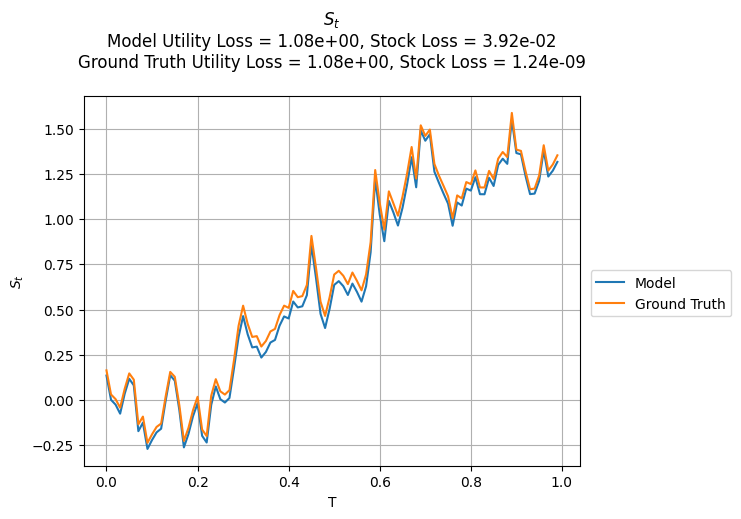 S_t
Model Utility Loss = 1.08e+00, Stock Loss = 3.92e-02
Ground Truth Utility Loss = 1.08e+00, Stock Loss = 1.24e-09
1.50
1.25
1.00
0.75
0.50
0.25
0.00
−0.25
S_t
0.0 0.2 0.4 0.6 0.8 1.0
T
Model
Ground Truth